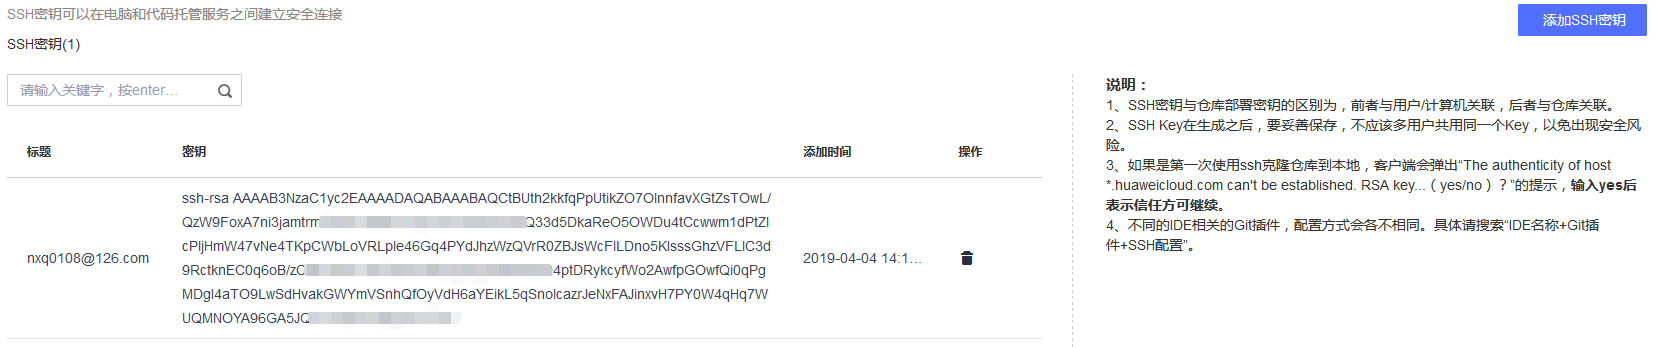 SSH密钥可以在电脑和代码托管服务之间建立安全连接
添加SSH密钥
SSH密钥(1)
请输入关键字，按enter...
标题 密钥 添加时间 操作
ssh-rsa AAAAB3NzaC1yc2EAAAADAQABAAABAQCtBUth2kkfqPpUtikZO7OlnnfavXGtZsTOwL/
QzW9FoxA7ni3jamtrm Q33d5DkaReO5OWDu4tCcwwm1dPtZl
cPljHmW47vNe4TKpCWbLoVRLple46Gq4PYdJhzWzQVrR0ZBJsWcFILDno5KlsssGhzVFLlC3d
nxq0108@126.com 2019-04-04 14:1...
9RctknEC0q6oB/zC 4ptDRykcyfWo2AwfpGOwfQi0qPg
MDgl4aTO9LwSdHvakGWYmVSnhQfOyVdH6aYEikL5qSnolcazrJeNxFAJinxvH7PY0W4qHq7W
UQMNOYA96GA5JQ
说明：
1、SSH密钥与仓库部署密钥的区别为，前者与用户/计算机关联，后者与仓库关联。
2、SSH Key在生成之后，要妥善保存，不应该多用户共用同一个Key，以免出现安全风
险。
3、如果是第一次使用ssh克隆仓库到本地，客户端会弹出“The authenticity of host
*.huaweicloud.com can't be established. RSA key...（yes/no）？”的提示，输入yes后
表示信任方可继续。
4、不同的IDE相关的Git插件，配置方式会各不相同。具体请搜索“IDE名称+Git插
件+SSH配置”。